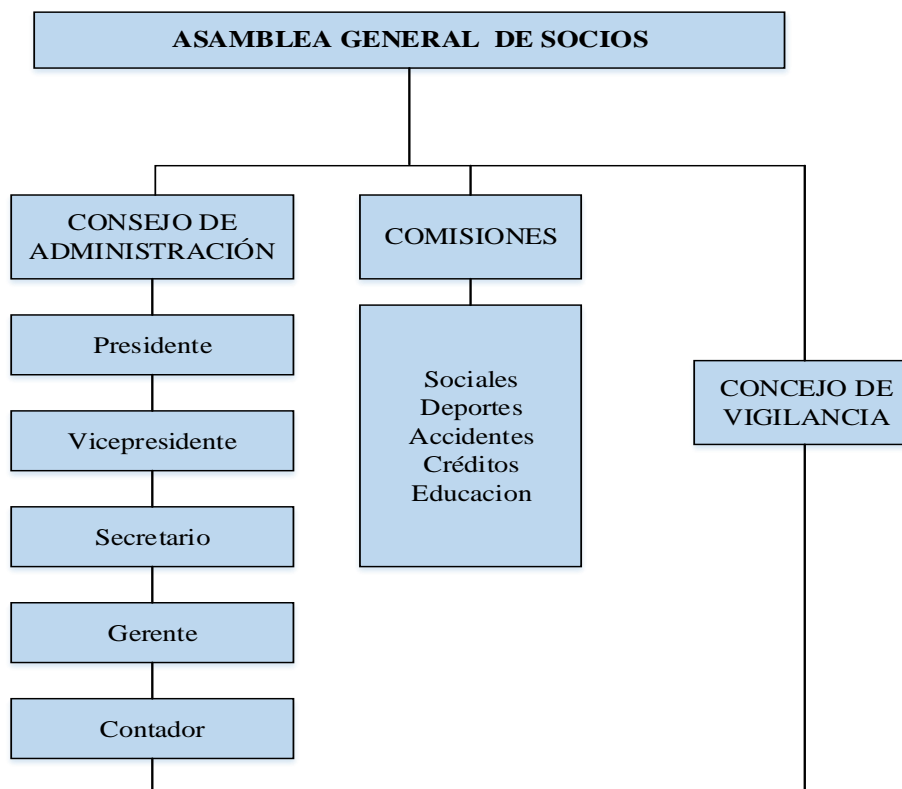 ASAMBLEA GENERAL DE SOCIOS
CONSEJO DE
ADMINISTRACIÓN
Presidente
Vicepresidente
Secretario
Gerente
Contador
COMISIONES
Sociales
Deportes
Accidentes
Créditos
Educacion
CONCEJO DE
VIGILANCIA